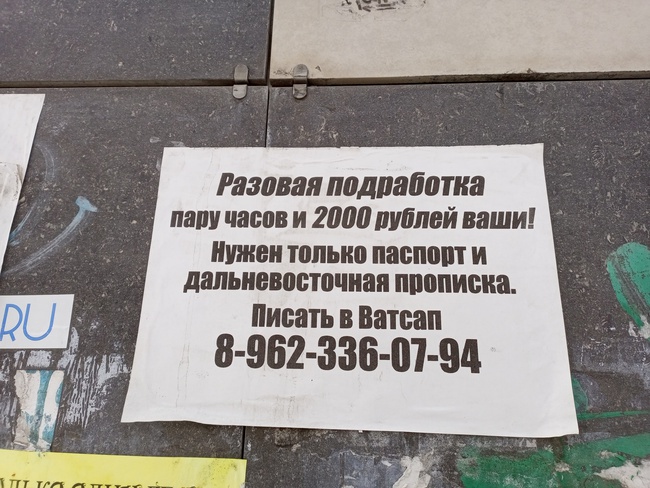 Разовая подработка
пару часов и 2000 рублей ваши!
Нужен только паспорт и
дальневосточная прописка.
Писать в Ватсап
8-962-336-07-94
RU